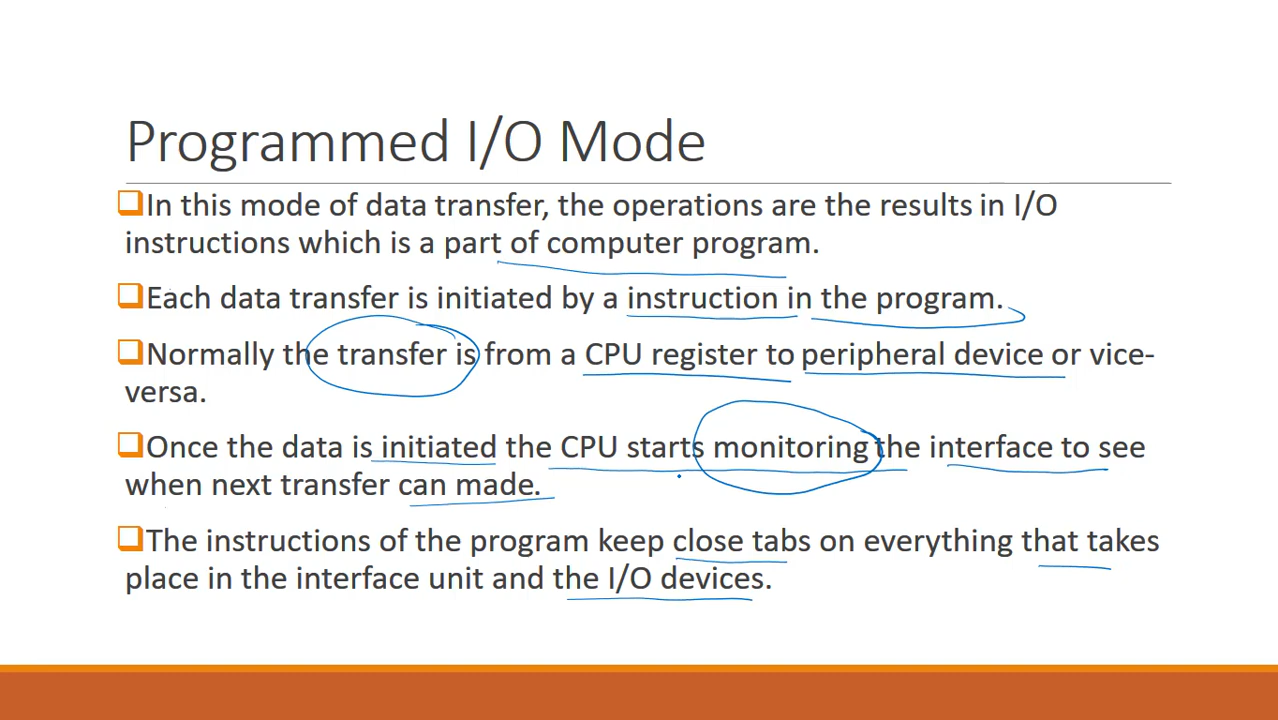 Programmed I/O Mode
In this mode of data transfer, the operations are the results in I/O
instructions which is a part of computer program.
Each data transfer is initiated by a instruction in the program.
Normally the transfer is from a CPU register to peripheral device or vice-
versa.
Once the data is initiated the CPU starts monitoring the interface to see
when next transfer can made.
The instructions of the program keep close tabs on everything that takes
place in the interface unit and the I/O devices.